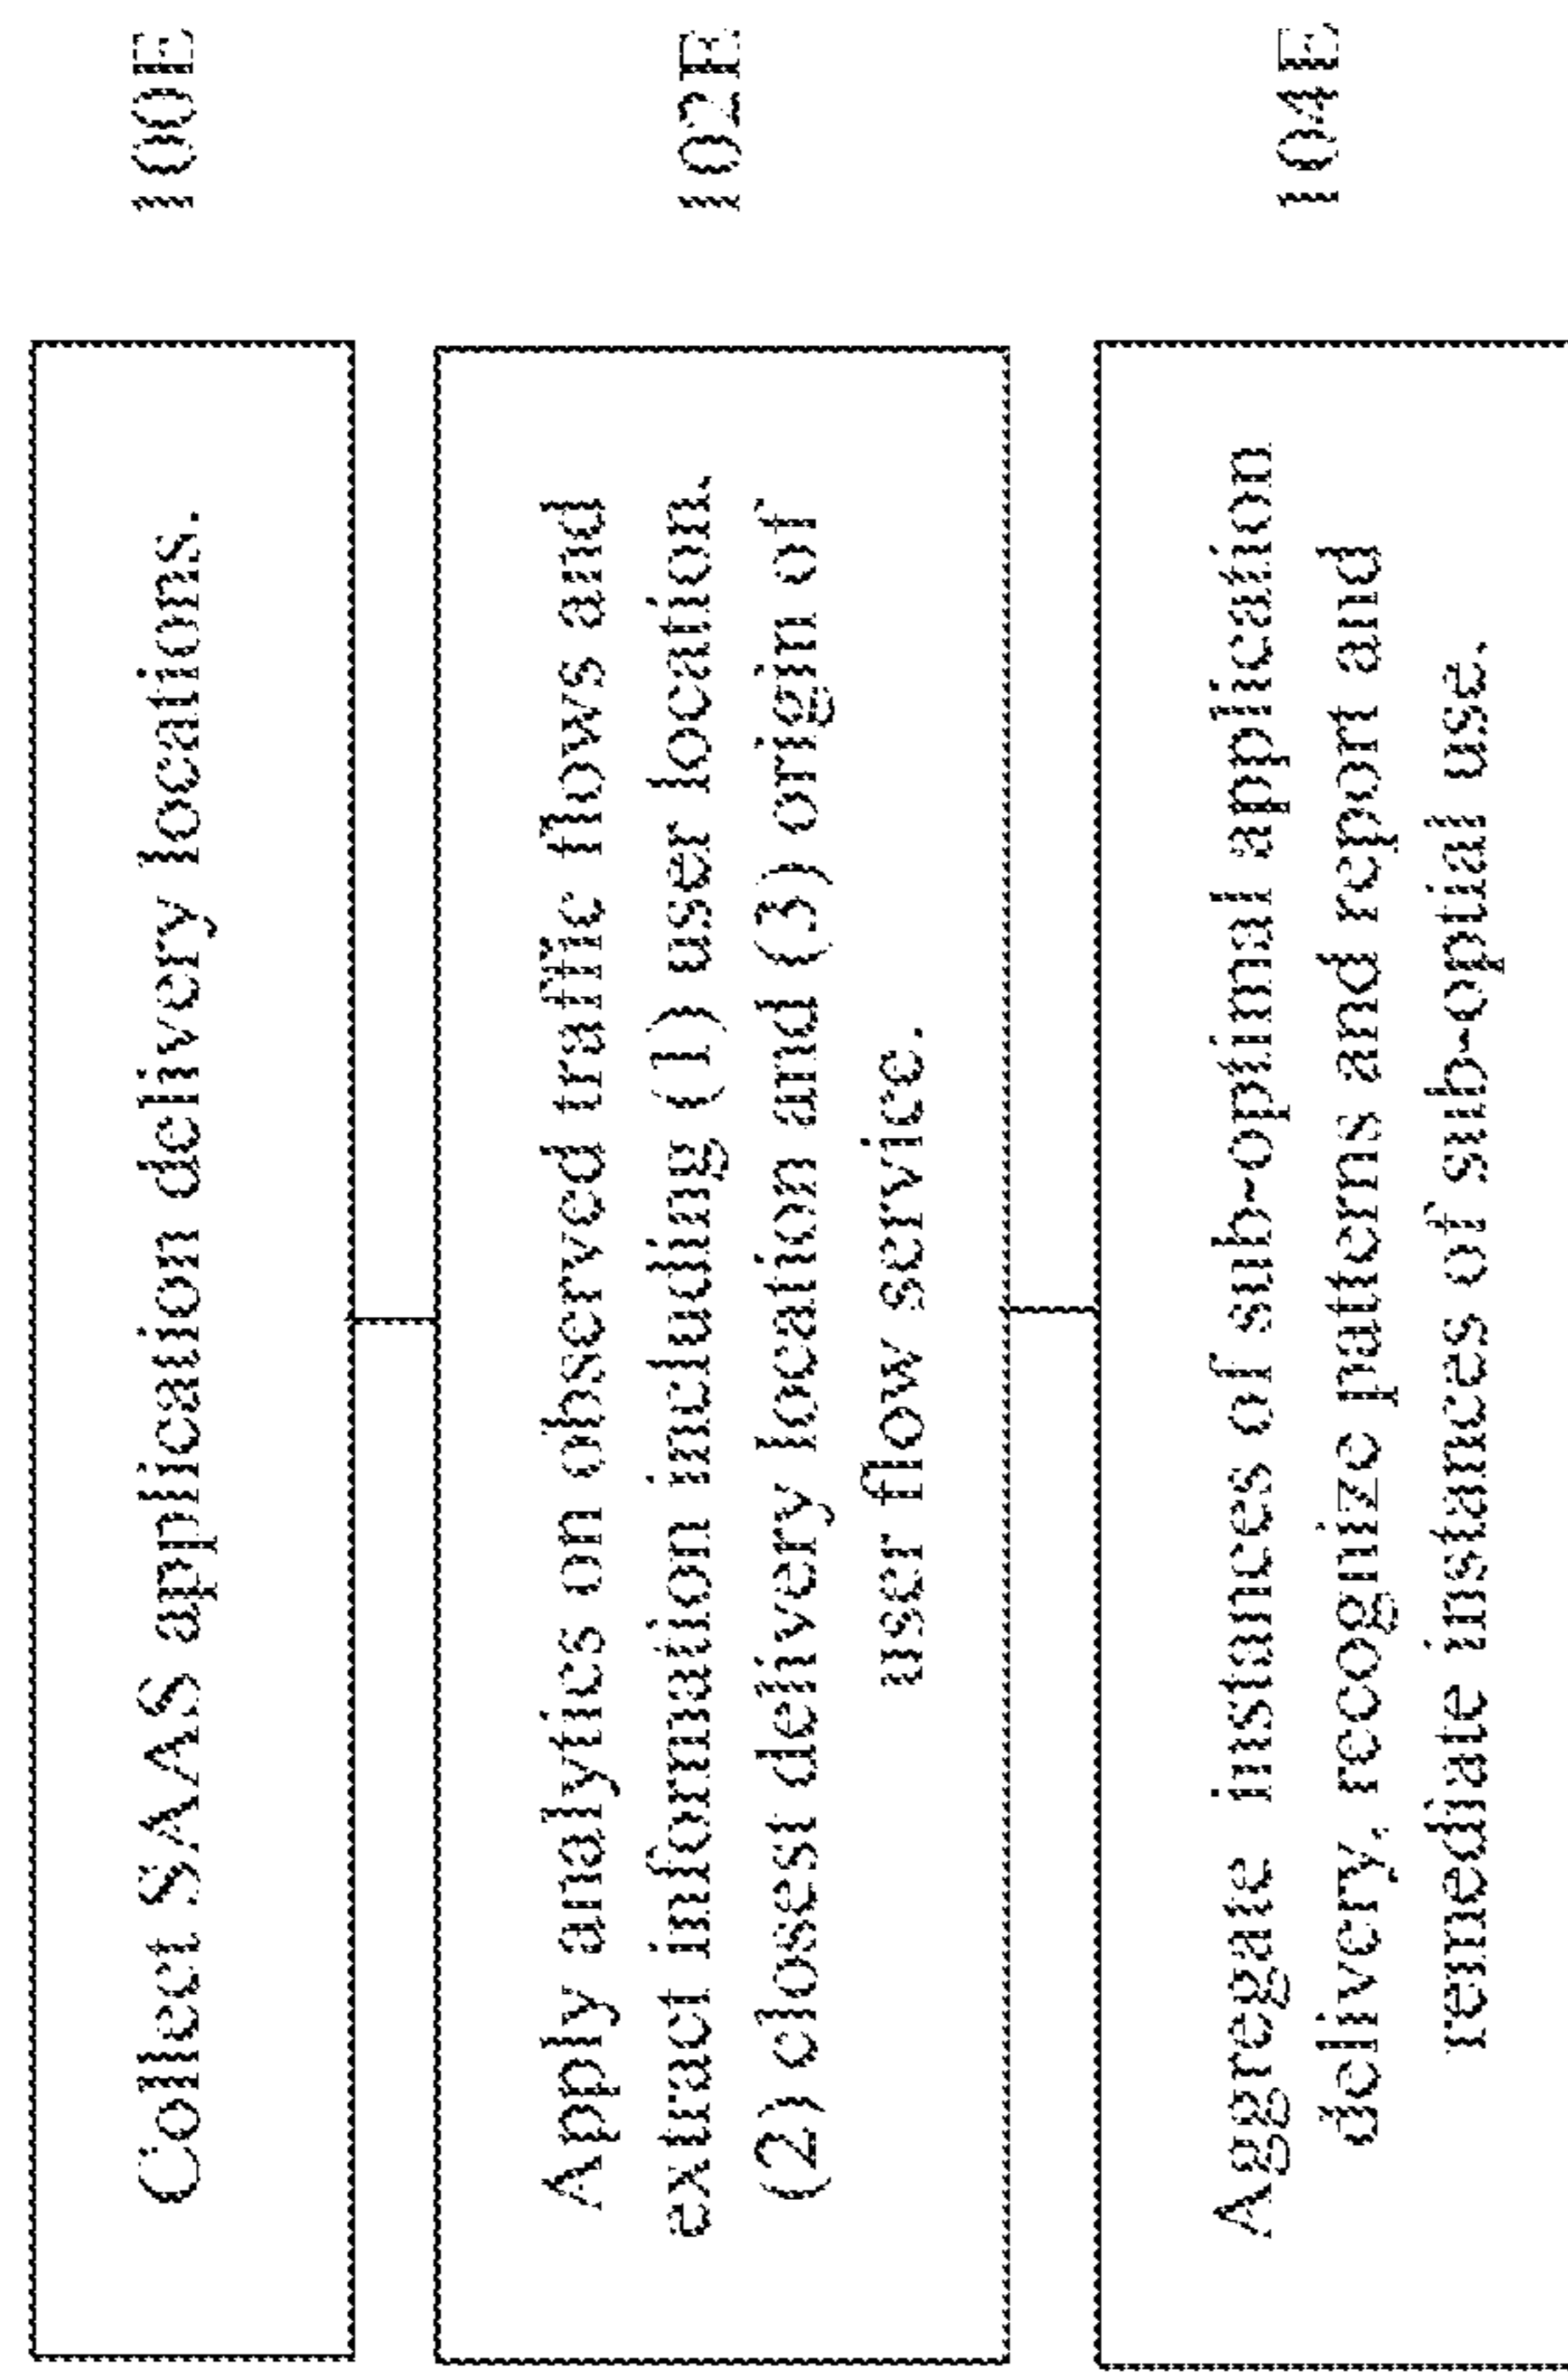 Collect SAAS application delivery locations.
100E
Apply analytics on observed traffic flows and
extract information including (1) user location,
(2) closest delivery location and (3) origin of
user flow service.
102E
Aggregate instances of sub-optimal application
delivery, recognize patterns and report and
remediate instances of sub-optial use.
104E